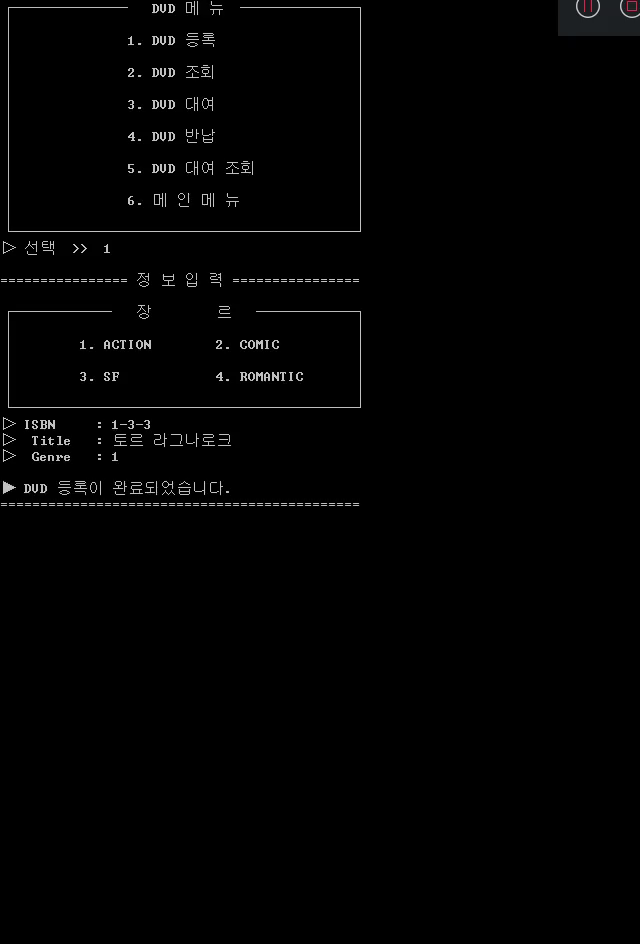 DVD 메 뉴
1. DVD 등록
2. DVD 조회
3. DVD 대여
4. DVD 반납
5. DVD 대여 조회
6. 메 인 메 뉴
▷ 선택 >> 1
================ 정 보 입 력 ================
장 르
1. ACTION 2. COMIC
3. SF 4. ROMANTIC
▷ ISBN : 1-3-3
▷ Title : 토르 라그나로크
▷ Genre : 1
▶ DVD 등록이 완료되었습니다.
=============================================